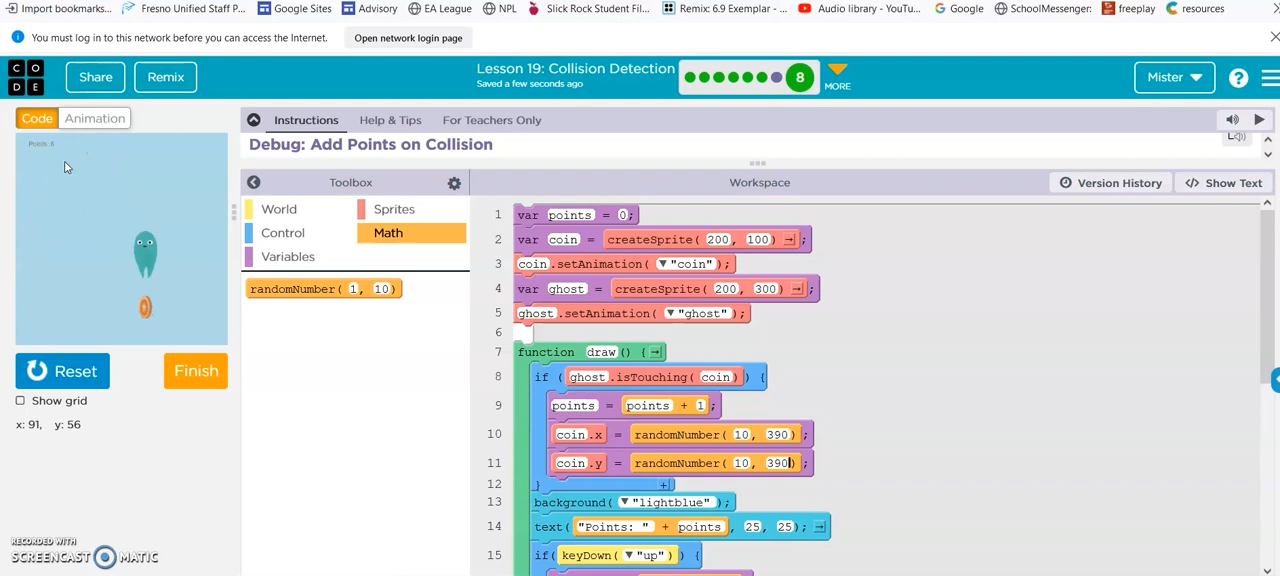 Import bookmarks... Fresno Unified Staff P... Google Sites Advisory EA League NPL Slick Rock Student Fil... Remix: 6.9 Exemplar - ... Audio library - YouTu... Google SchoolMessenger: freeplay resources
You must log in to this network before you can access the Internet. Open network login page
C O D E
Share Remix
Lesson 19: Collision Detection
Saved a few seconds ago
8
MORE
Mister
?
Code Animation
Instructions Help & Tips For Teachers Only
Debug: Add Points on Collision
Toolbox
Workspace
Version History
</> Show Text
World Sprites
Control Math
Variables
randomNumber( 1, 10)
Points: 6
Reset
Finish
Show grid
x: 91, y: 56
1 var points = 0;
2 var coin = createSprite( 200, 100) ;
3 coin.setAnimation( "coin");
4 var ghost = createSprite( 200, 300) ;
5 ghost.setAnimation( "ghost");
6
7 function draw() {
8 if ( ghost.isTouching( coin) ) {
9 points = points + 1 ;
10 coin.x = randomNumber( 10, 390) ;
11 coin.y = randomNumber( 10, 390) ;
12 } +
13 background( "lightblue");
14 text( "Points: " + points , 25, 25);
15 if( keyDown( "up") ) {
RECORDED WITH
SCREENCAST MATIC